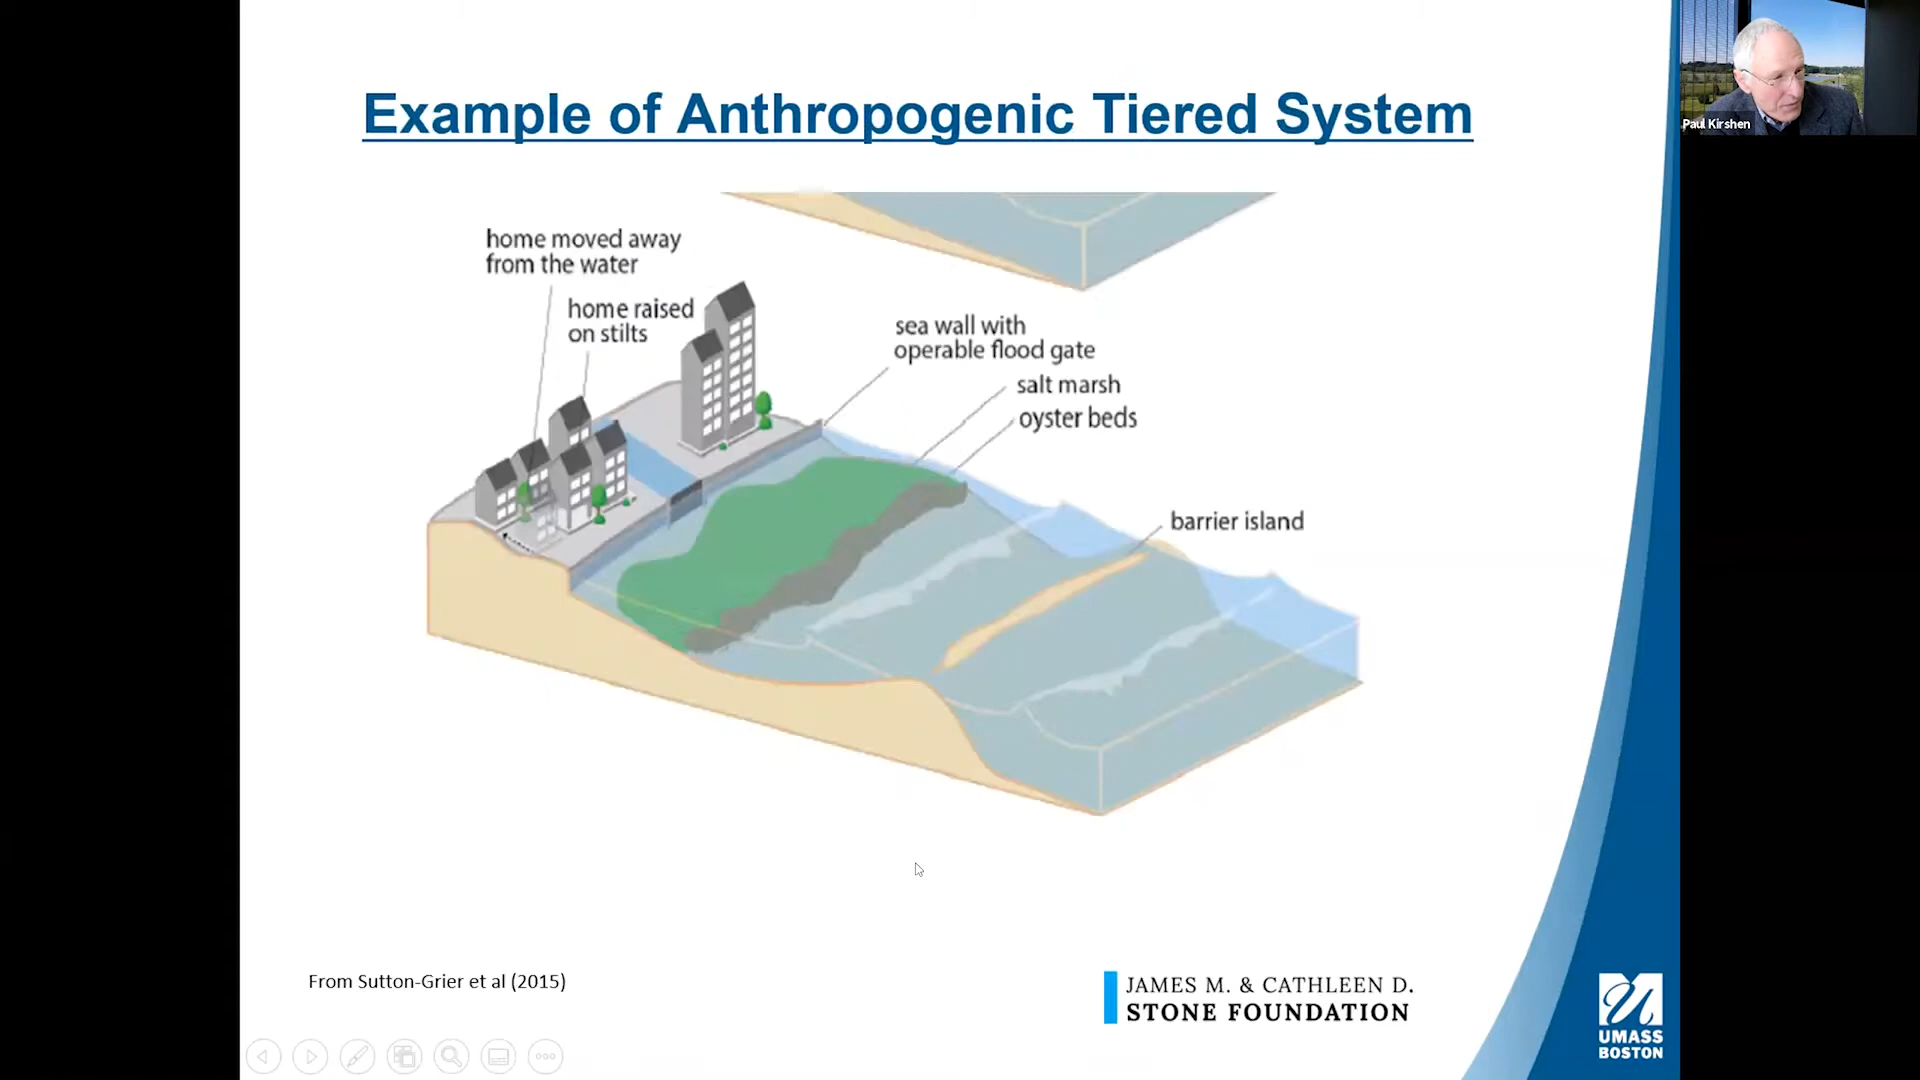 Example of Anthropogenic Tiered System
Paul Kirshen
home moved away
from the water
home raised
on stilts
sea wall with
operable flood gate
salt marsh
oyster beds
barrier island
From Sutton-Grier et al (2015)
JAMES M. & CATHLEEN D.
STONE FOUNDATION
UMASS
BOSTON